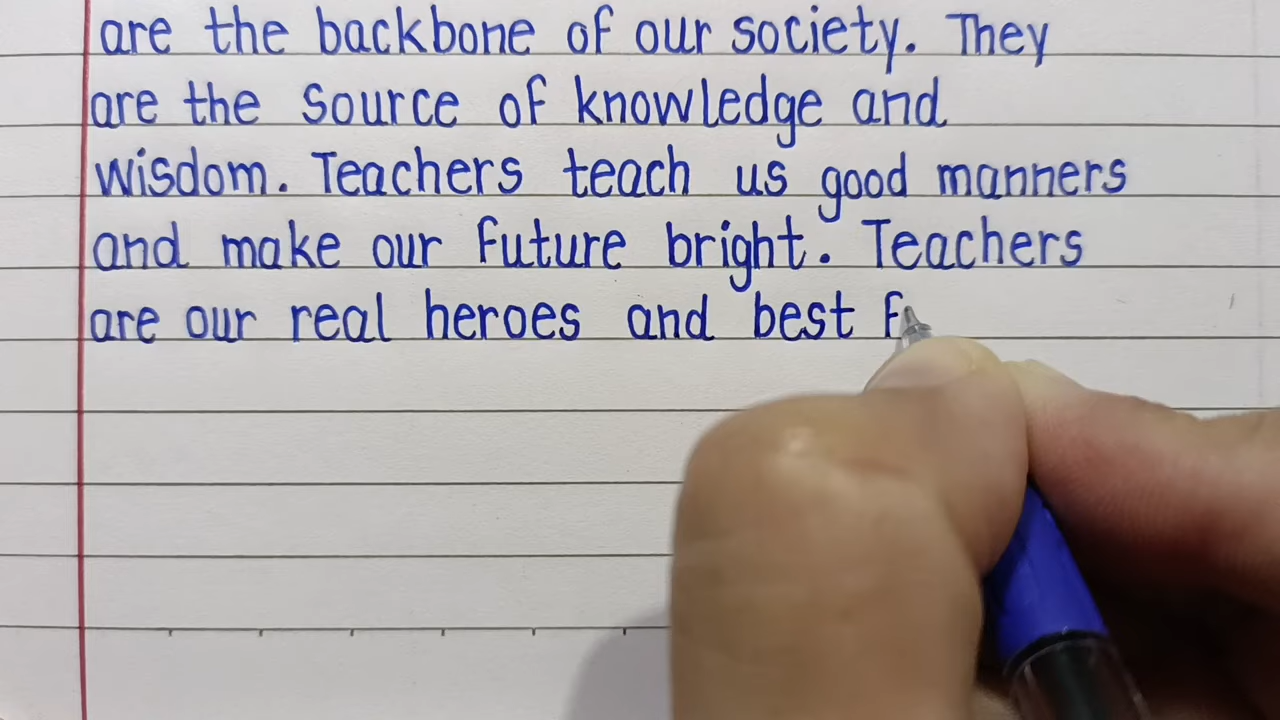 are the backbone of our society. They
are the source of knowledge and
wisdom. Teachers teach us good manners
and make our future bright. Teachers
are our real heroes and best